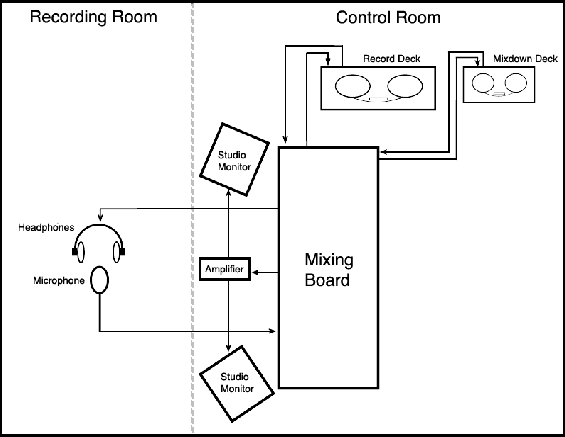 Recording Room
Control Room
Record Deck
Mixdown Deck
Studio
Monitor
Headphones
Amplifier
Mixing
Board
Microphone
Studio
Monitor